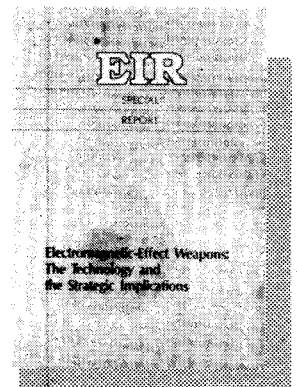 EIR
SPECIAL
REPORT
Electromagnetic-Effect Weapons:
The Technology and
the Strategic Implications